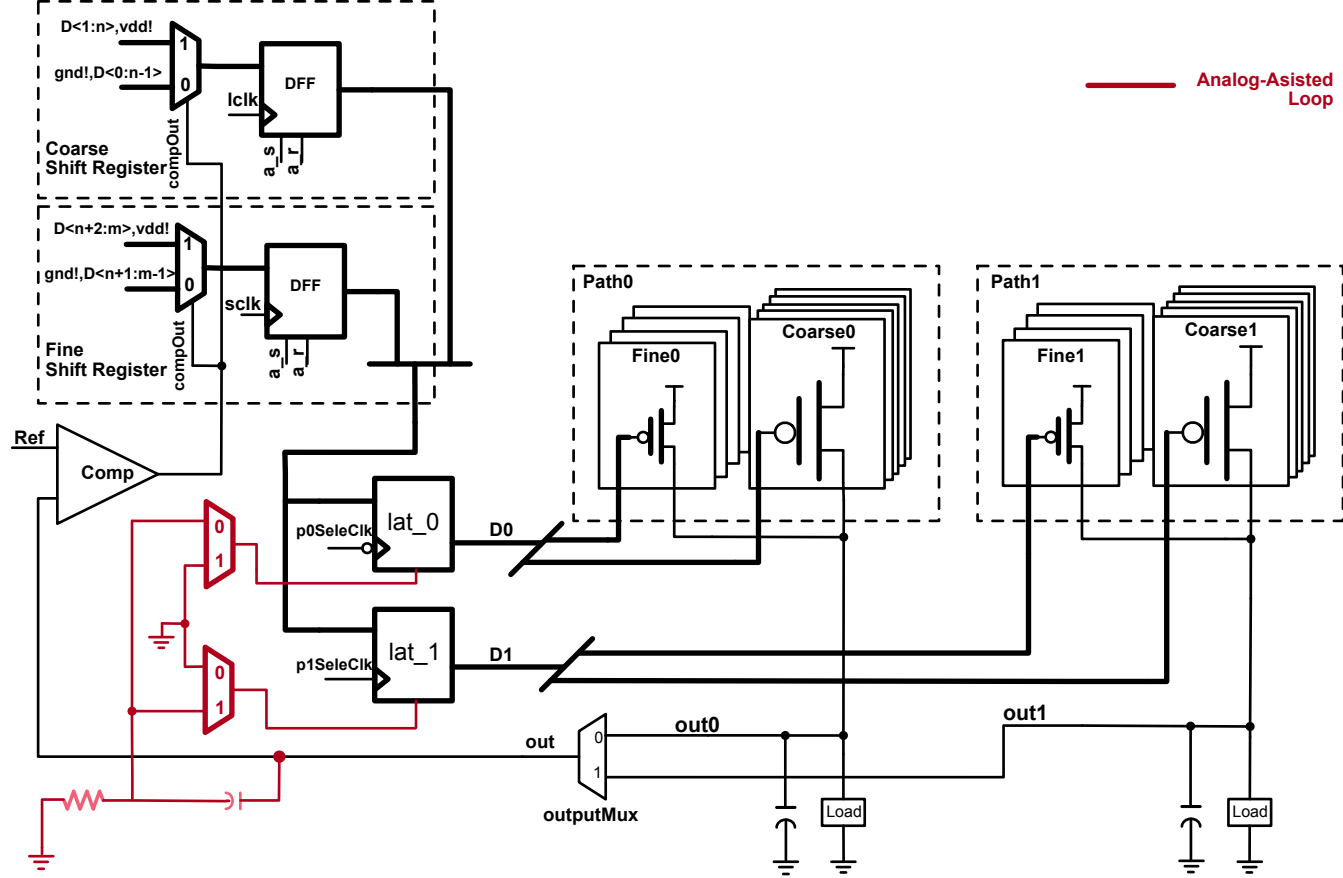 D<1:n>,vdd!
1
gnd!,D<0:n-1>
0
DFF
lclk
compOut
a_s
a_r
Coarse
Shift Register
Analog-Asisted
Loop
D<n+2:m>,vdd!
1
gnd!,D<n+1:m-1>
0
DFF
sclk
compOut
a_s
a_r
Fine
Shift Register
Path0
Fine0
Coarse0
Path1
Fine1
Coarse1
Ref
Comp
0
1
p0SeleClk
lat_0
D0
0
1
p1SeleClk
lat_1
D1
out
0
1
out0
out1
outputMux
Load
Load